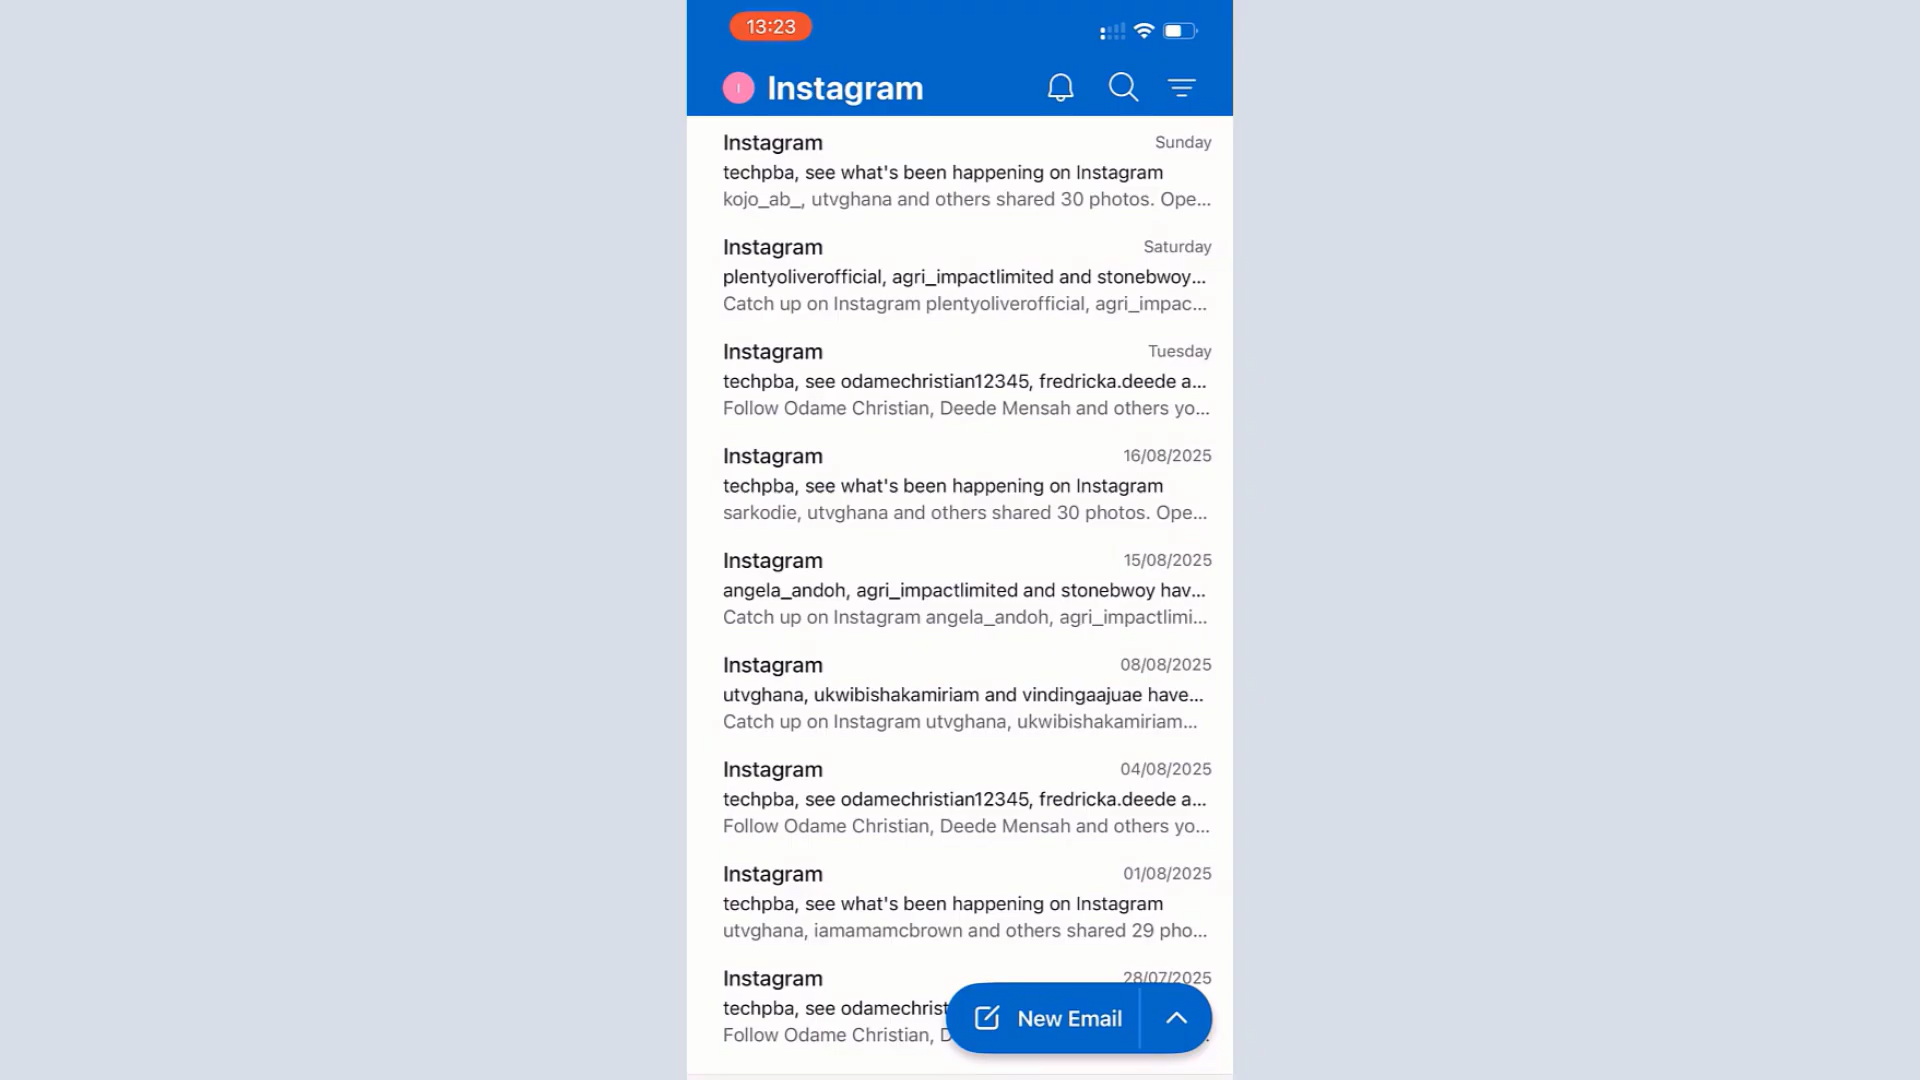 13:23
I Instagram
Instagram Sunday
techpba, see what's been happening on Instagram
kojo_ab_, utvghana and others shared 30 photos. Ope...
Instagram Saturday
plentyoliverofficial, agri_impactlimited and stonebwoy...
Catch up on Instagram plentyoliverofficial, agri_impac...
Instagram Tuesday
techpba, see odamechristian12345, fredricka.deede a...
Follow Odame Christian, Deede Mensah and others yo...
Instagram 16/08/2025
techpba, see what's been happening on Instagram
sarkodie, utvghana and others shared 30 photos. Ope...
Instagram 15/08/2025
angela_andoh, agri_impactlimited and stonebwoy hav...
Catch up on Instagram angela_andoh, agri_impactlimi...
Instagram 08/08/2025
utvghana, ukwibishakamiriam and vindingaajuae have...
Catch up on Instagram utvghana, ukwibishakamiriam...
Instagram 04/08/2025
techpba, see odamechristian12345, fredricka.deede a...
Follow Odame Christian, Deede Mensah and others yo...
Instagram 01/08/2025
techpba, see what's been happening on Instagram
utvghana, iamamamcbrown and others shared 29 pho...
Instagram 28/07/2025
techpba, see odamechrist
New Email
Follow Odame Christian, D